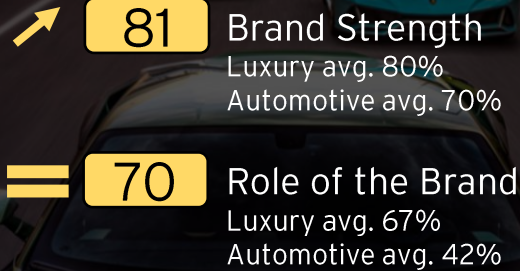 81
Brand Strength
Luxury avg. 80%
Automotive avg. 70%
70
Role of the Brand
Luxury avg. 67%
Automotive avg. 42%